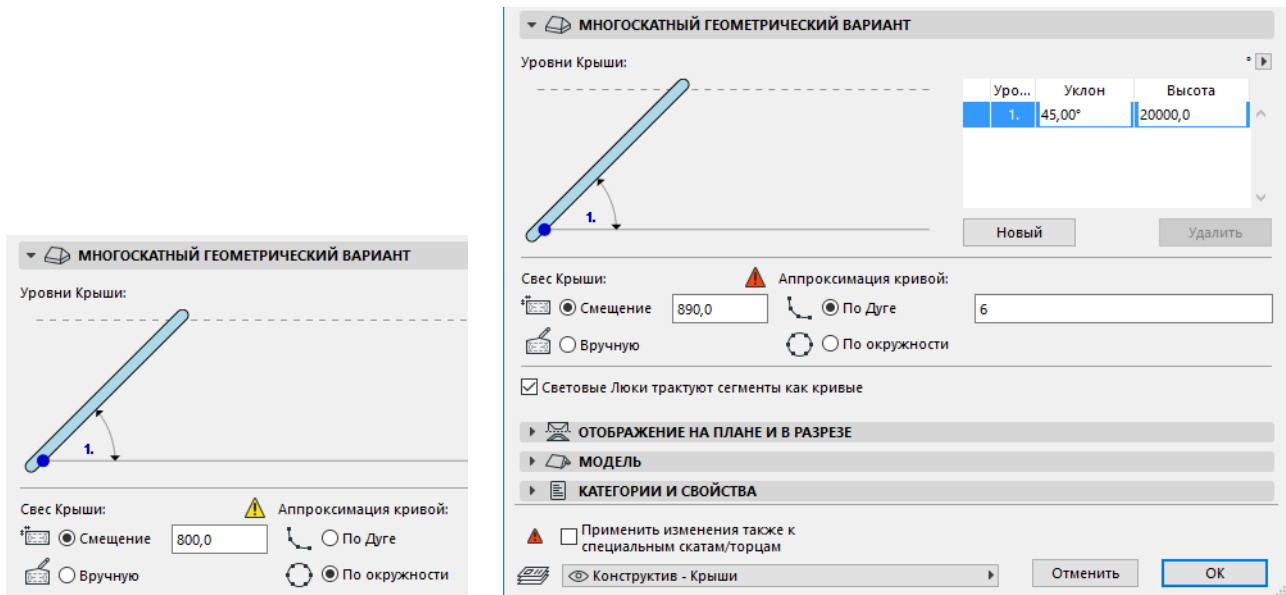 МНОГОСКАТНЫЙ ГЕОМЕТРИЧЕСКИЙ ВАРИАНТ
Уровни Крыши:
1.
Свес Крыши:
Аппроксимация кривой:
Смещение
800,0
По Дуге
Вручную
По окружности
МНОГОСКАТНЫЙ ГЕОМЕТРИЧЕСКИЙ ВАРИАНТ
Уровни Крыши:
°
Уро... Уклон Высота
1. 45,00° 20000,0
1.
Новый
Удалить
Свес Крыши:
Аппроксимация кривой:
Смещение
890,0
По Дуге
6
Вручную
По окружности
Световые Люки трактуют сегменты как кривые
ОТОБРАЖЕНИЕ НА ПЛАНЕ И В РАЗРЕЗЕ
МОДЕЛЬ
КАТЕГОРИИ И СВОЙСТВА
Применить изменения также к
специальным скатам/торцам
Конструктив - Крыши
Отменить
ОК